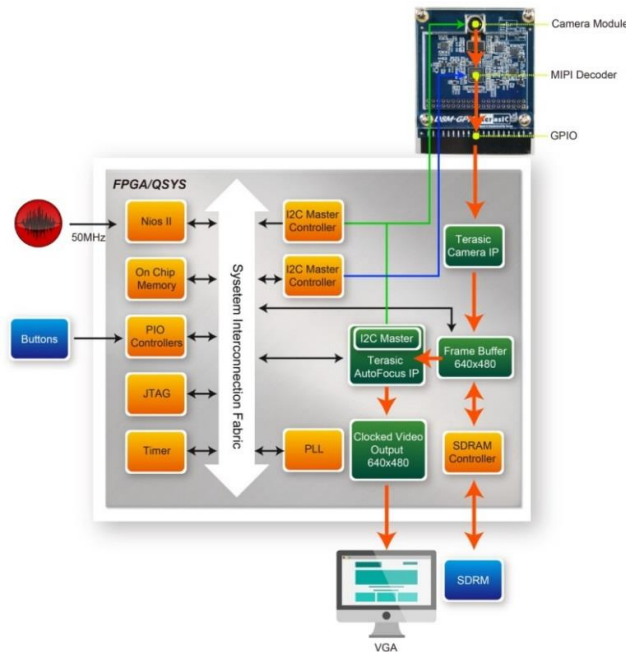 Camera Module
MIPI Decoder
GPIO
FPGA/QSYS
50MHz
Nios II
I2C Master
Controller
Terasic
Camera IP
On Chip
Memory
I2C Master
Controller
Sysetem Interconnection Fabric
Buttons
PIO
Controllers
I2C Master
Terasic
AutoFocus IP
Frame Buffer
640x480
JTAG
Timer
PLL
Clocked Video
Output
640x480
SDRAM
Controller
SDRM
VGA